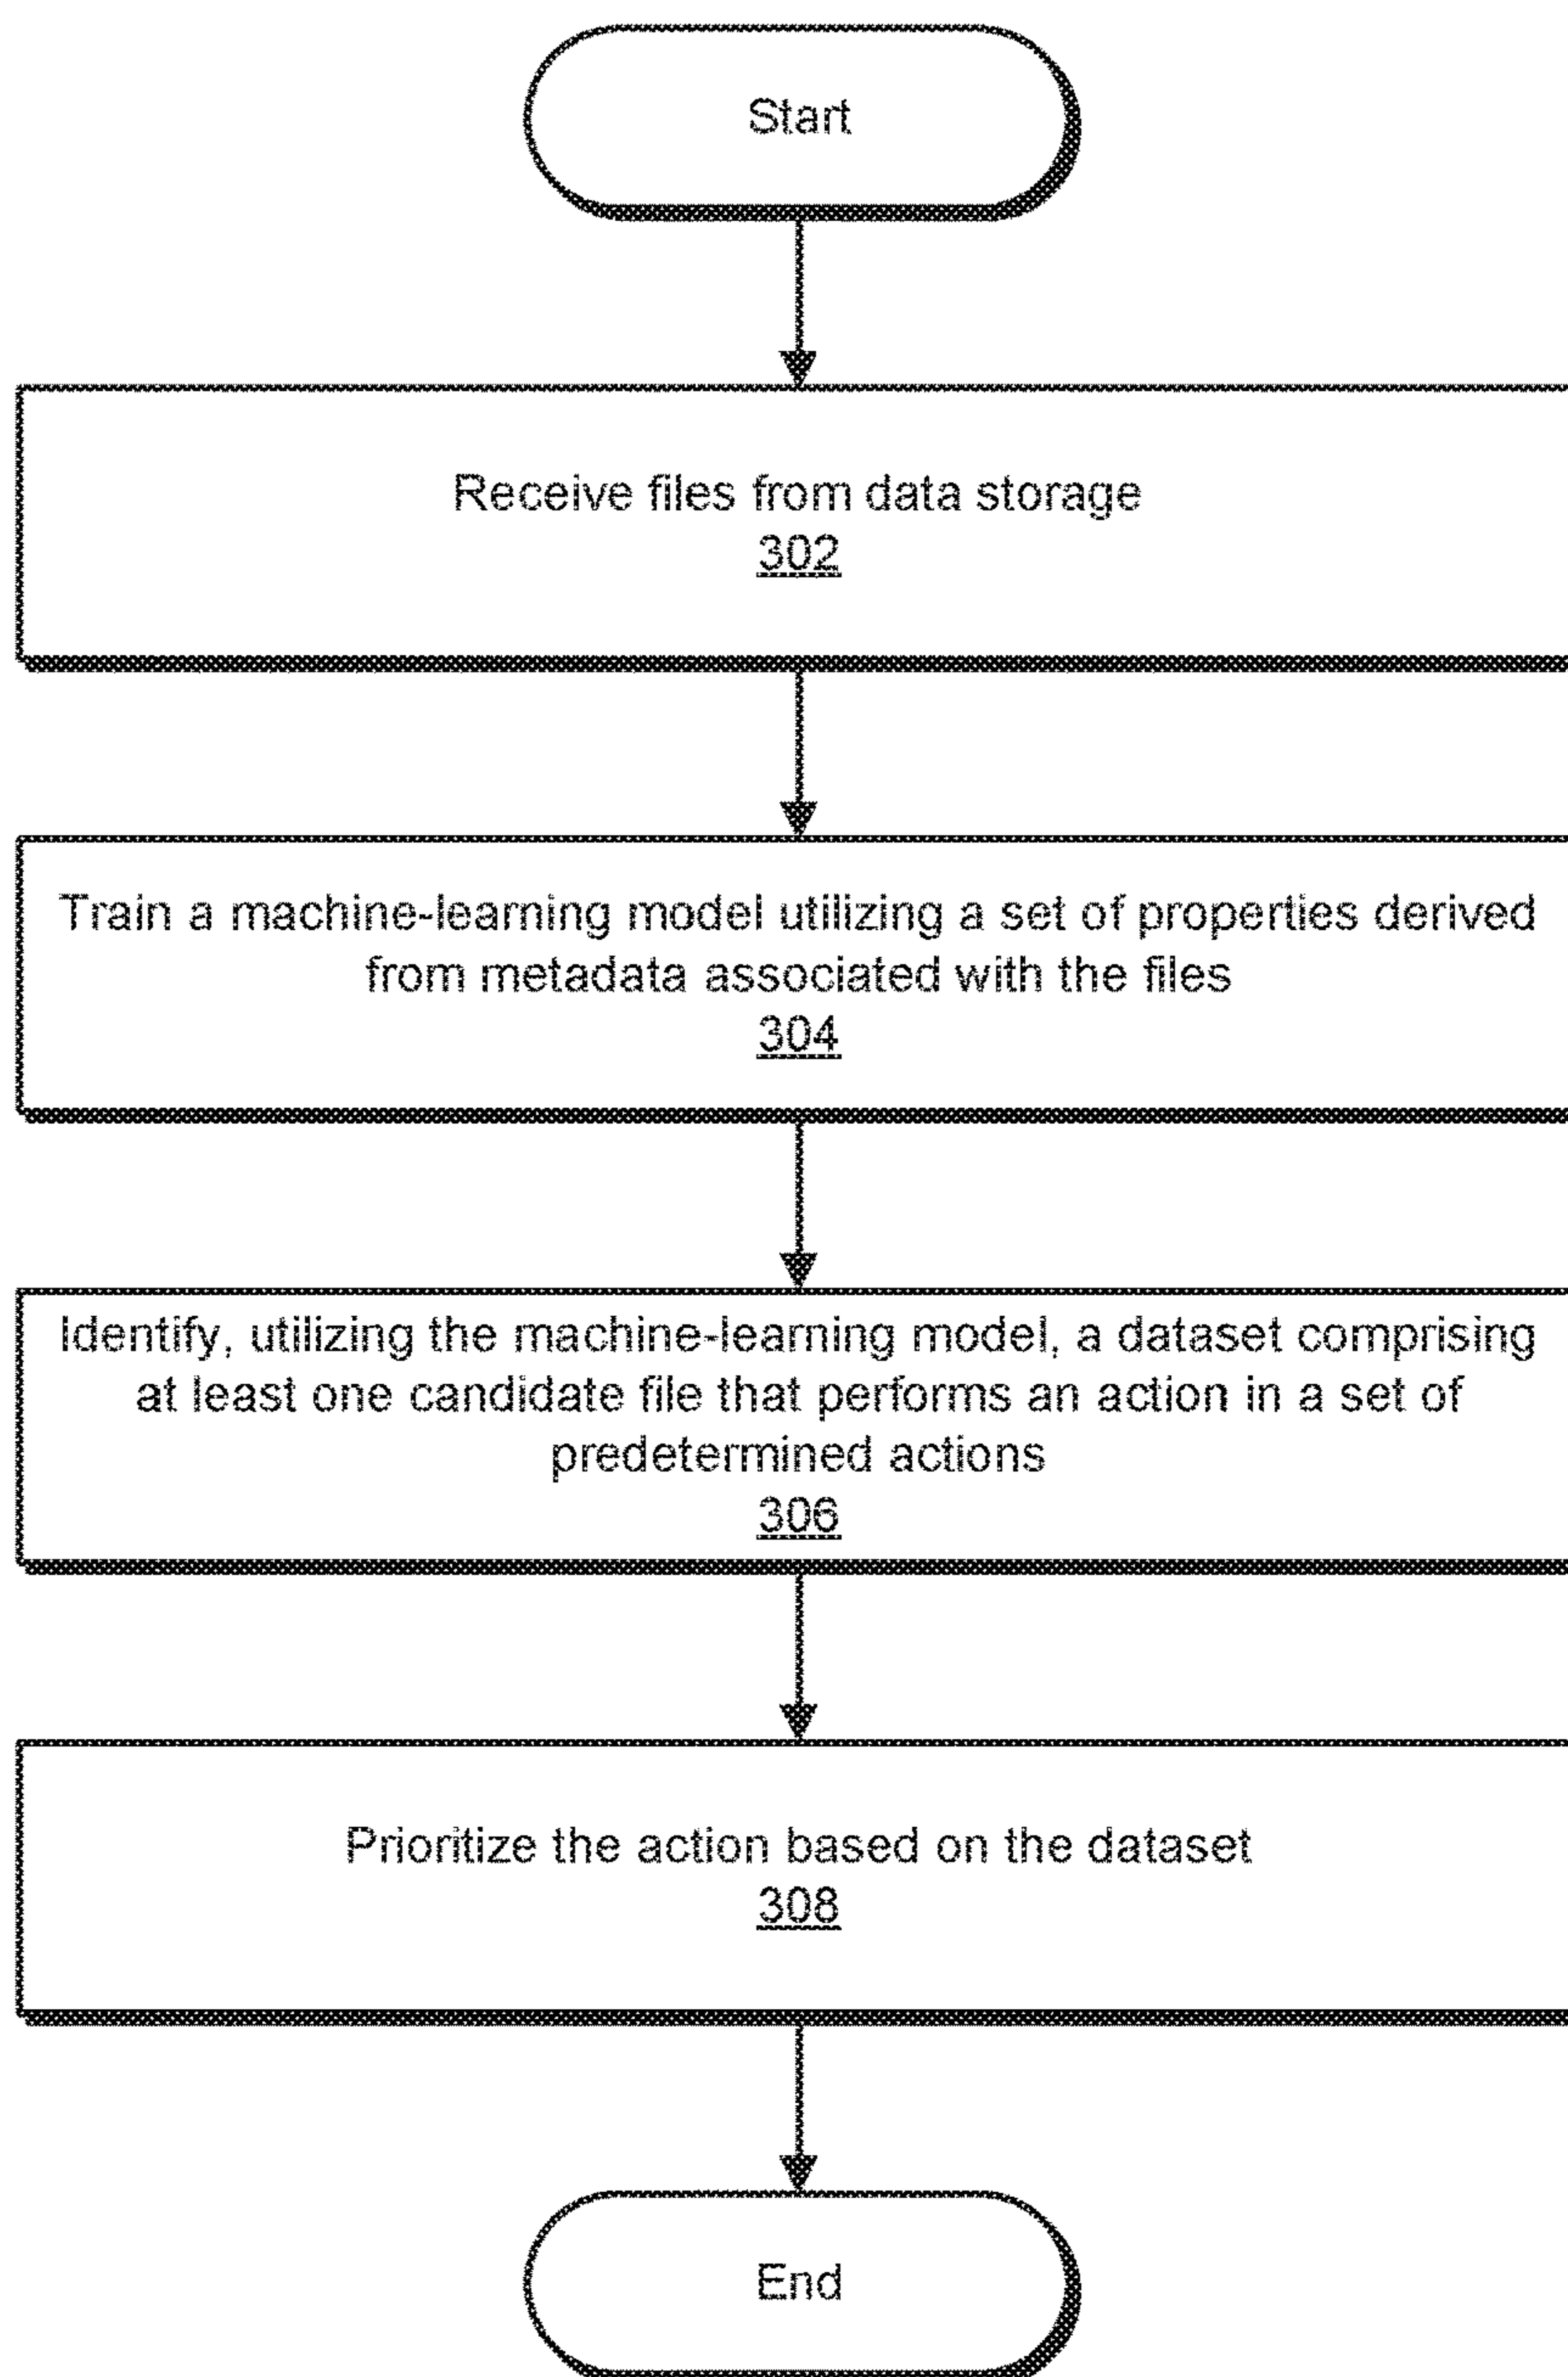 Start
Receive files from data storage
302
Train a machine-learning model utilizing a set of properties derived
from metadata associated with the files
304
Identify, utilizing the machine-learning model, a dataset comprising
at least one candidate file that performs an action in a set of
predetermined actions
306
Prioritize the action based on the dataset
308
End